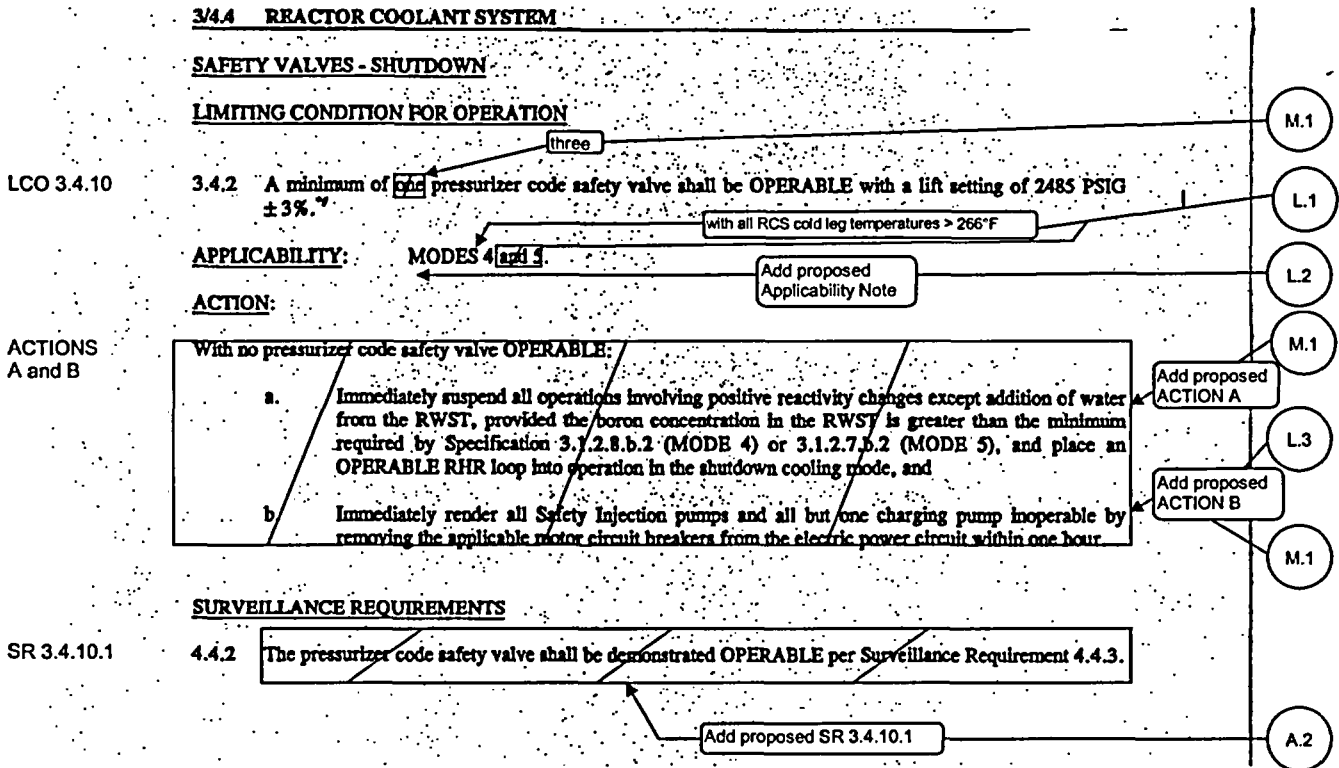 3/4.4 REACTOR COOLANT SYSTEM
SAFETY VALVES - SHUTDOWN
LIMITING CONDITION FOR OPERATION
M.1
three
LCO 3.4.10
3.4.2 A minimum of one pressurizer code safety valve shall be OPERABLE with a lift setting of 2485 PSIG
± 3%.
L.1
with all RCS cold leg temperatures > 266°F
APPLICABILITY: MODES 4 and 5.
Add proposed
Applicability Note
L.2
ACTION:
ACTIONS
A and B
With no pressurizer code safety valve OPERABLE:
M.1
Add proposed
ACTION A
a. Immediately suspend all operations involving positive reactivity changes except addition of water
from the RWST, provided the boron concentration in the RWST is greater than the minimum
required by Specification 3.1.2.8.b.2 (MODE 4) or 3.1.2.7.b.2 (MODE 5), and place an
OPERABLE RHR loop into operation in the shutdown cooling mode, and
L.3
Add proposed
ACTION B
b. Immediately render all Safety Injection pumps and all but one charging pump inoperable by
removing the applicable motor circuit breakers from the electric power circuit within one hour.
M.1
SURVEILLANCE REQUIREMENTS
SR 3.4.10.1
4.4.2 The pressurizer code safety valve shall be demonstrated OPERABLE per Surveillance Requirement 4.4.3.
Add proposed SR 3.4.10.1
A.2